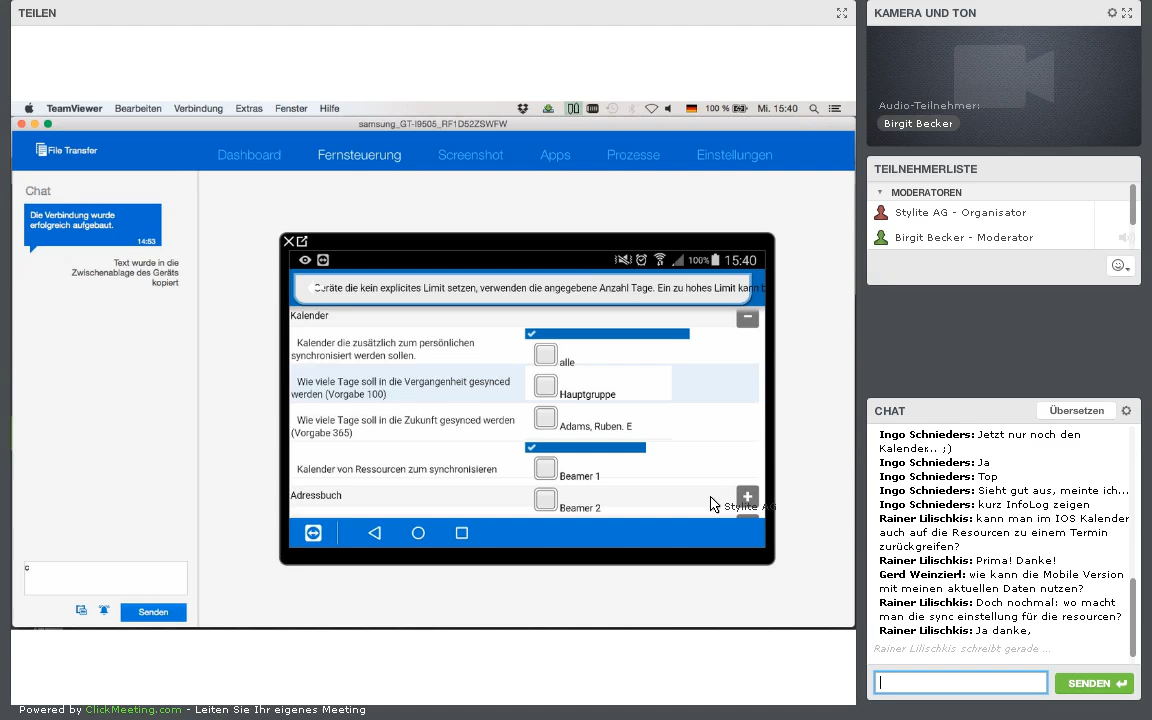 TEILEN
TeamViewer Bearbeiten Verbindung Extras Fenster Hilfe
100 % Mi. 15:40
samsung_GT-I9505_RF1D52ZSWFW
File Transfer
Dashboard Fernsteuerung Screenshot Apps Prozesse Einstellungen
Chat
Die Verbindung wurde
erfolgreich aufgebaut.
14:53
Text wurde in die
Zwischenablage des Geräts
kopiert
c
Senden
100% 15:40
Geräte die kein explicites Limit setzen, verwenden die angegebene Anzahl Tage. Ein zu hohes Limit kann b
Kalender
Kalender die zusätzlich zum persönlichen
synchronisiert werden sollen.
alle
Wie viele Tage soll in die Vergangenheit gesynced
werden (Vorgabe 100)
Hauptgruppe
Wie viele Tage soll in die Zukunft gesynced werden
(Vorgabe 365)
Adams, Ruben. E
Kalender von Ressourcen zum synchronisieren
Beamer 1
Adressbuch
Beamer 2
Stylite AG
Powered by ClickMeeting.com - Leiten Sie Ihr eigenes Meeting
KAMERA UND TON
Audio-Teilnehmer:
Birgit Becker
TEILNEHMERLISTE
MODERATOREN
Stylite AG - Organisator
Birgit Becker - Moderator
CHAT
Übersetzen
Ingo Schnieders: Jetzt nur noch den
Kalender.. ;)
Ingo Schnieders: Ja
Ingo Schnieders: Top
Ingo Schnieders: Sieht gut aus, meinte ich...
Ingo Schnieders: kurz InfoLog zeigen
Rainer Lilischkis: kann man im IOS Kalender
auch auf die Resourcen zu einem Termin
zurückgreifen?
Rainer Lilischkis: Prima! Danke!
Gerd Weinzierl: wie kann die Mobile Version
mit meinen aktuellen Daten nutzen?
Rainer Lilischkis: Doch nochmal: wo macht
man die sync einstellung für die resourcen?
Rainer Lilischkis: Ja danke,
Rainer Lilischkis schreibt gerade ...
SENDEN